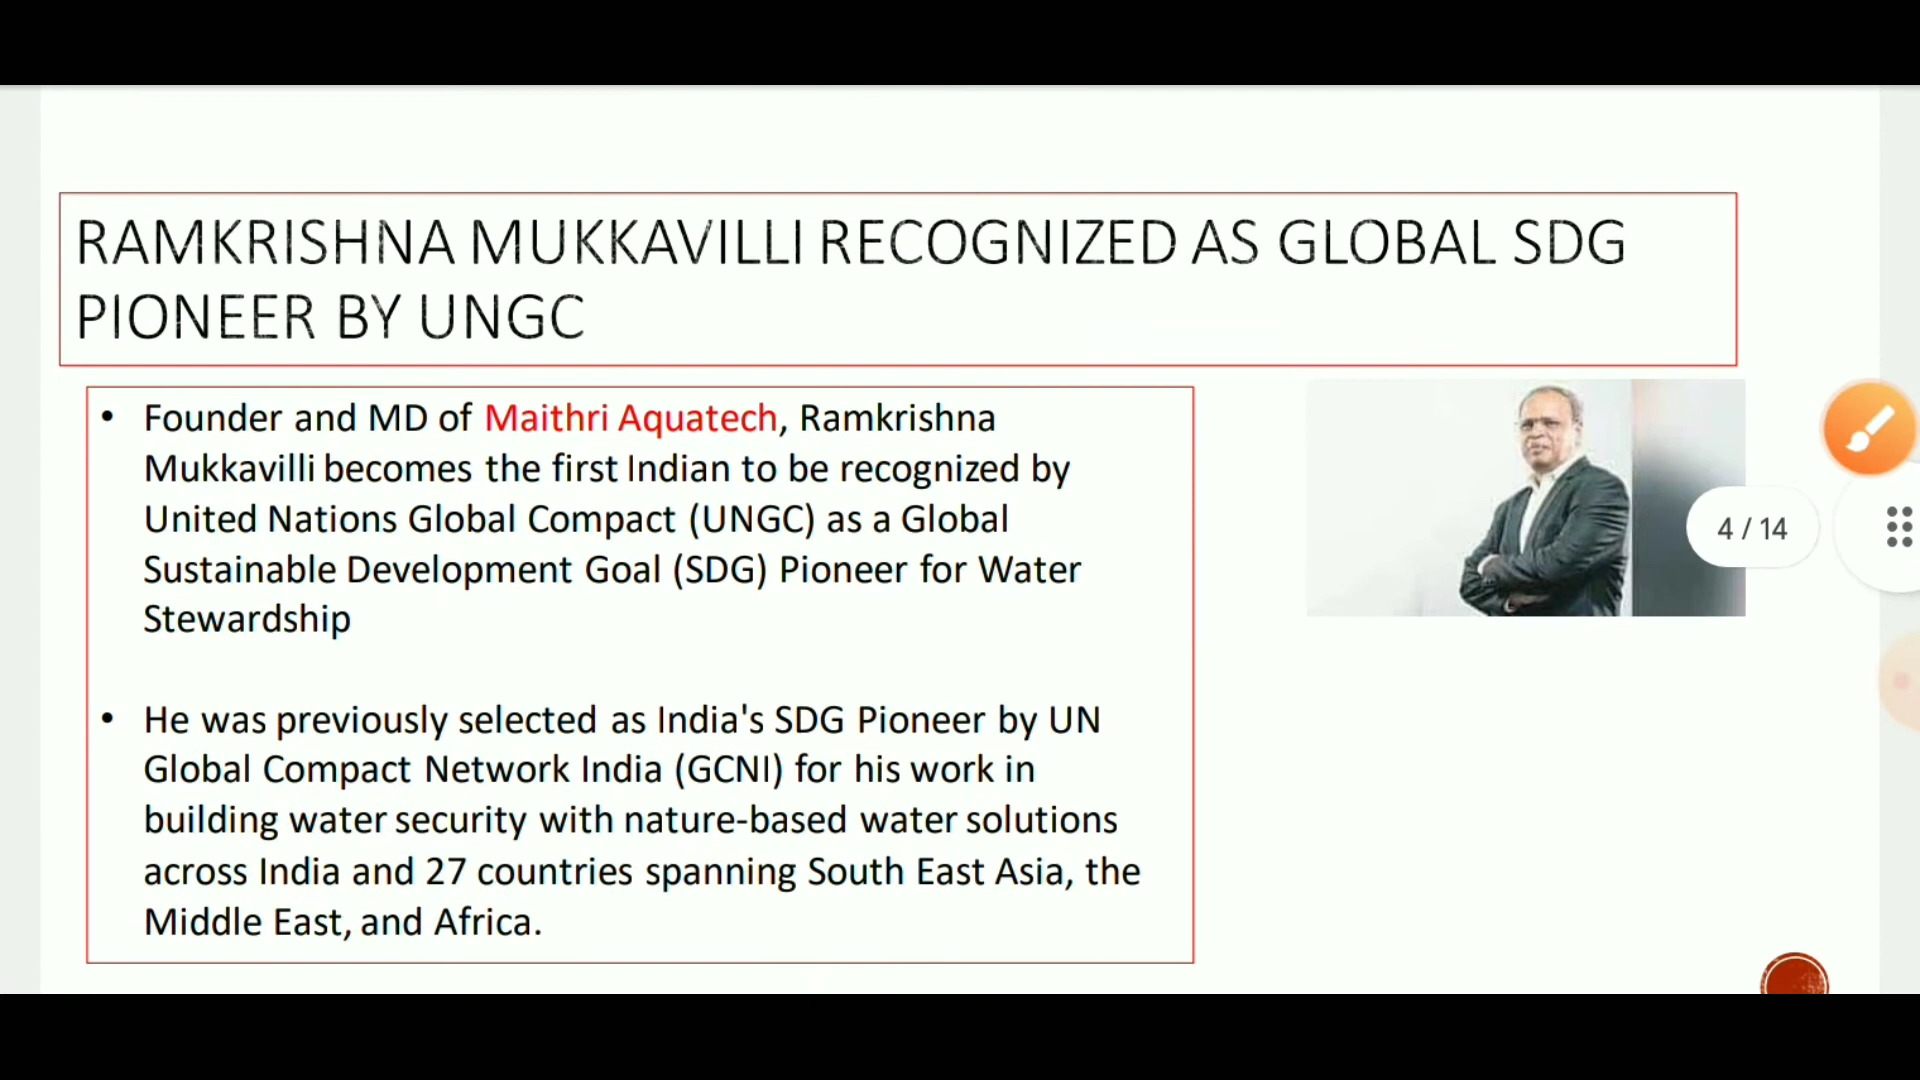 RAMKRISHNA MUKKAVILLI RECOGNIZED AS GLOBAL SDG
PIONEER BY UNGC
• Founder and MD of Maithri Aquatech, Ramkrishna
Mukkavilli becomes the first Indian to be recognized by
United Nations Global Compact (UNGC) as a Global
Sustainable Development Goal (SDG) Pioneer for Water
Stewardship
• He was previously selected as India's SDG Pioneer by UN
Global Compact Network India (GCNI) for his work in
building water security with nature-based water solutions
across India and 27 countries spanning South East Asia, the
Middle East, and Africa.
4 / 14